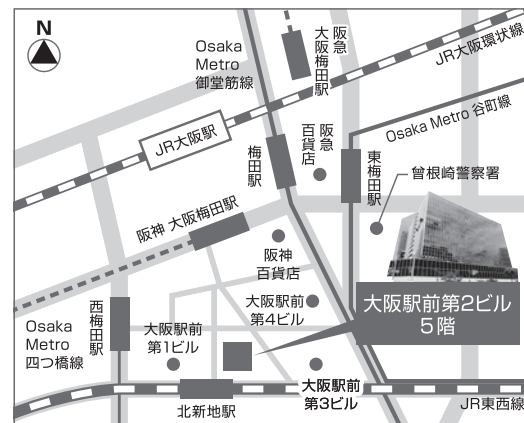 N
Osaka
Metro
御堂筋線
阪急
大阪梅田駅
JR大阪環状線
Osaka Metro 谷町線
JR大阪駅
梅田駅
阪急
百貨店
東梅田駅
曾根崎警察署
阪神 大阪梅田駅
阪神
百貨店
大阪駅前第2ビル
5階
大阪駅前
第4ビル
西梅田駅
Osaka
Metro
四つ橋線
大阪駅前
第1ビル
大阪駅前
第3ビル
北新地駅
JR東西線